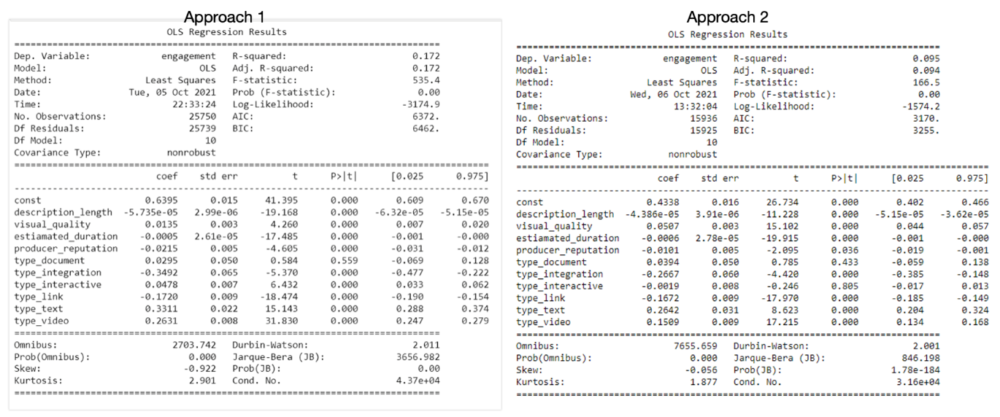 Approach 1
OLS Regression Results
==============================================================================
Dep. Variable: engagement R-squared: 0.172
Model: OLS Adj. R-squared: 0.172
Method: Least Squares F-statistic: 535.4
Date: Tue, 05 Oct 2021 Prob (F-statistic): 0.00
Time: 22:33:24 Log-Likelihood: -3174.9
No. Observations: 25750 AIC: 6372.
Df Residuals: 25739 BIC: 6462.
Df Model: 10
Covariance Type: nonrobust
==============================================================================
coef std err t P>|t| [0.025 0.975]
------------------------------------------------------------------------------
const 0.6395 0.015 41.395 0.000 0.609 0.670
description_length -5.735e-05 2.99e-06 -19.168 0.000 -6.32e-05 -5.15e-05
visual_quality 0.0135 0.003 4.260 0.000 0.007 0.020
estiamated_duration -0.0005 2.61e-05 -17.485 0.000 -0.001 -0.000
producer_reputation -0.0215 0.005 -4.605 0.000 -0.031 -0.012
type_document 0.0295 0.050 0.584 0.559 -0.069 0.128
type_integration -0.3492 0.065 -5.370 0.000 -0.477 -0.222
type_interactive 0.0478 0.007 6.432 0.000 0.033 0.062
type_link -0.1720 0.009 -18.474 0.000 -0.190 -0.154
type_text 0.3311 0.022 15.143 0.000 0.288 0.374
type_video 0.2631 0.008 31.830 0.000 0.247 0.279
==============================================================================
Omnibus: 2703.742 Durbin-Watson: 2.011
Prob(Omnibus): 0.000 Jarque-Bera (JB): 3656.982
Skew: -0.922 Prob(JB): 0.00
Kurtosis: 2.901 Cond. No. 4.37e+04
==============================================================================
Approach 2
OLS Regression Results
==============================================================================
Dep. Variable: engagement R-squared: 0.095
Model: OLS Adj. R-squared: 0.094
Method: Least Squares F-statistic: 166.5
Date: Wed, 06 Oct 2021 Prob (F-statistic): 0.00
Time: 13:32:04 Log-Likelihood: -1574.2
No. Observations: 15936 AIC: 3170.
Df Residuals: 15925 BIC: 3255.
Df Model: 10
Covariance Type: nonrobust
==============================================================================
coef std err t P>|t| [0.025 0.975]
------------------------------------------------------------------------------
const 0.4338 0.016 26.734 0.000 0.402 0.466
description_length -4.386e-05 3.91e-06 -11.228 0.000 -5.15e-05 -3.62e-05
visual_quality 0.0507 0.003 15.102 0.000 0.044 0.057
estiamated_duration -0.0006 2.78e-05 -19.915 0.000 -0.001 -0.000
producer_reputation -0.0101 0.005 -2.095 0.036 -0.019 -0.001
type_document 0.0394 0.050 0.785 0.433 -0.059 0.138
type_integration -0.2667 0.060 -4.420 0.000 -0.385 -0.148
type_interactive -0.0019 0.008 -0.246 0.805 -0.017 0.013
type_link -0.1672 0.009 -17.970 0.000 -0.185 -0.149
type_text 0.2642 0.031 8.623 0.000 0.204 0.324
type_video 0.1509 0.009 17.215 0.000 0.134 0.168
==============================================================================
Omnibus: 7655.659 Durbin-Watson: 2.001
Prob(Omnibus): 0.000 Jarque-Bera (JB): 846.198
Skew: -0.056 Prob(JB): 1.78e-184
Kurtosis: 1.877 Cond. No. 3.16e+04
==============================================================================